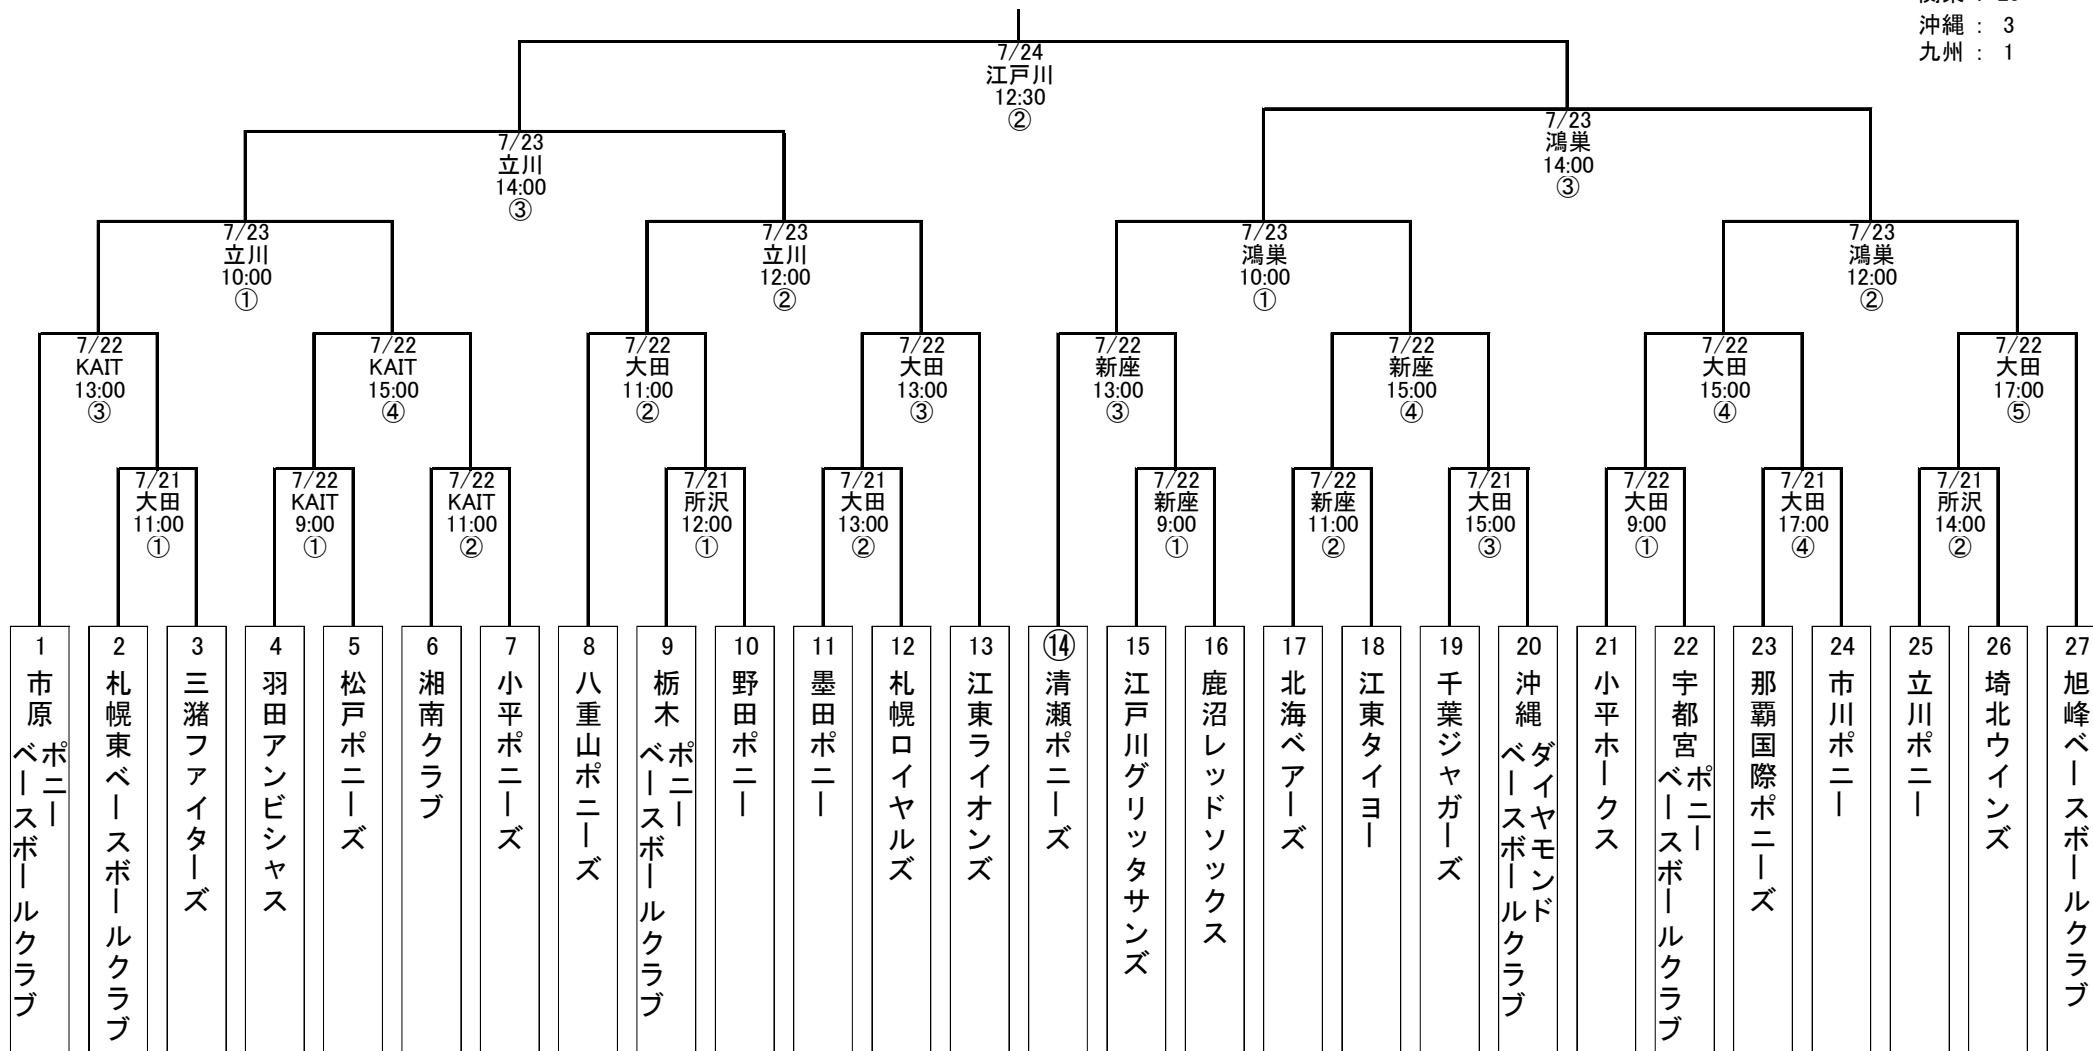 沖縄 : 3
九州 : 1
7/24
江戸川
12:30
②
7/23
立川
14:00
③
7/23
鴻巣
14:00
③
7/23
立川
10:00
①
7/23
立川
12:00
②
7/23
鴻巣
10:00
①
7/23
鴻巣
12:00
②
7/22
KAIT
13:00
③
7/22
KAIT
15:00
④
7/22
大田
11:00
②
7/22
大田
13:00
③
7/22
新座
13:00
③
7/22
新座
15:00
④
7/22
大田
15:00
④
7/22
大田
17:00
⑤
7/21
大田
11:00
①
7/22
KAIT
9:00
①
7/22
KAIT
11:00
②
7/21
所沢
12:00
①
7/21
大田
13:00
②
7/22
新座
9:00
①
7/22
新座
11:00
②
7/21
大田
15:00
③
7/22
大田
9:00
①
7/21
大田
17:00
④
7/21
所沢
14:00
②
1
市原
ポニー
ベースボールクラブ
2
札幌東ベースボールクラブ
3
三潴ファイターズ
4
羽田アンビシャス
5
松戸ポニーズ
6
湘南クラブ
7
小平ポニーズ
8
八重山ポニーズ
9
栃木
ポニー
ベースボールクラブ
10
野田ポニー
11
墨田ポニー
12
札幌ロイヤルズ
13
江東ライオンズ
⑭
清瀬ポニーズ
15
江戸川グリッタサンズ
16
鹿沼レッドソックス
17
北海ベアーズ
18
江東タイヨー
19
千葉ジャガーズ
20
沖縄
ダイヤモンド
ベースボールクラブ
21
小平ホークス
22
宇都宮
ポニー
ベースボールクラブ
23
那覇国際ポニーズ
24
市川ポニー
25
立川ポニー
26
埼北ウインズ
27
旭峰ベースボールクラブ